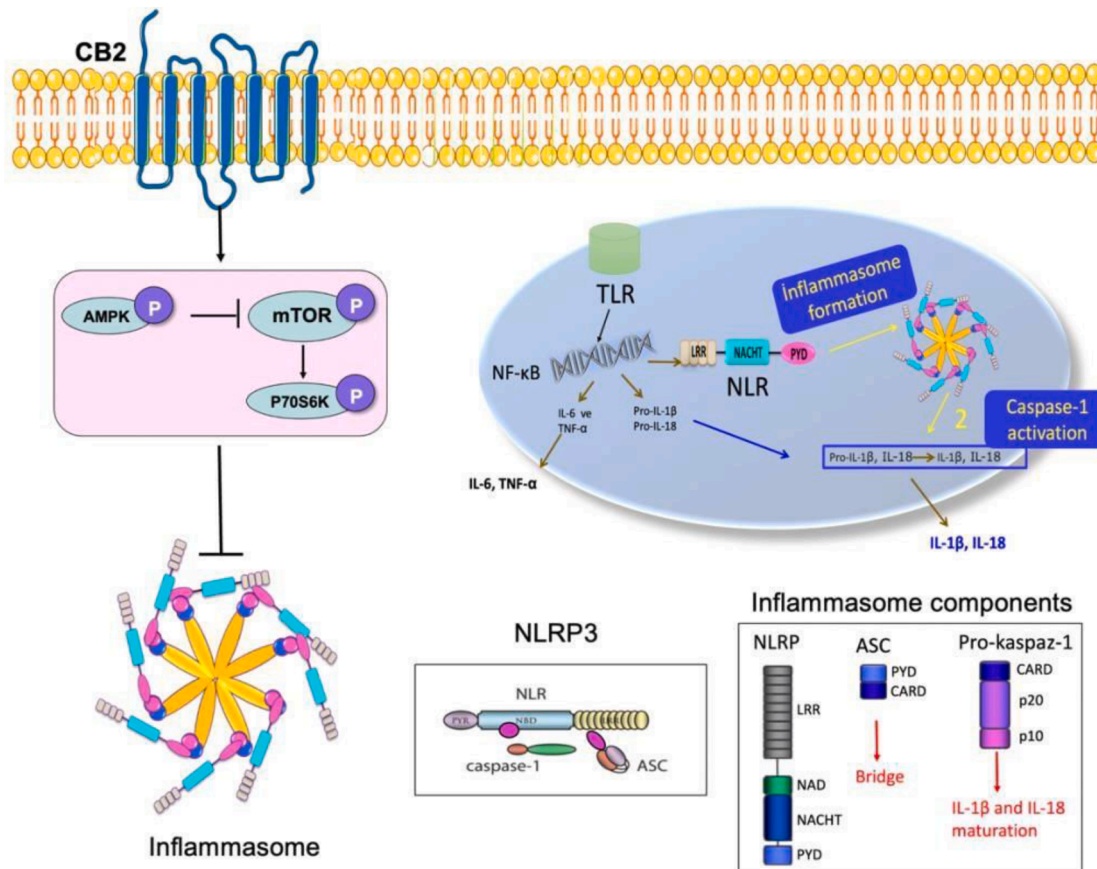 CB2
AMPK
P
mTOR
P
P70S6K
P
Inflammasome
TLR
NF-κB
LRR
NACHT
PYD
NLR
İnflammasome
formation
IL-6 ve
TNF-α
Pro-IL-1β
Pro-IL-18
IL-6, TNF-α
2
Caspase-1
activation
Pro-IL-1β, IL-18
IL-1β, IL-18
IL-1β, IL-18
NLRP3
NLR
PYR
NBD
caspase-1
ASC
Inflammasome components
NLRP
LRR
NAD
NACHT
PYD
ASC
PYD
CARD
Bridge
Pro-kaspaz-1
CARD
p20
p10
IL-1β and IL-18
maturation